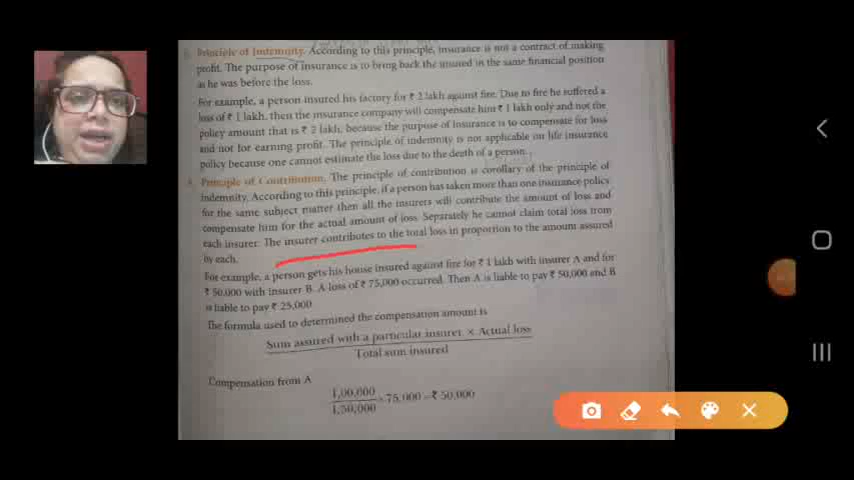 Principle of Indemnity. According to this principle, insurance is not a contract of making
profit. The purpose of insurance is to bring back the insured in the same financial position
as he was before the loss.
For example, a person insured his factory for ₹ 2 lakh against fire. Due to fire he suffered a
loss of ₹ 1 lakh, then the insurance company will compensate him ₹ 1 lakh only and not the
policy amount that is ₹ 2 lakh, because the purpose of insurance is to compensate for loss
and not for earning profit. The principle of indemnity is not applicable on life insurance
policy because one cannot estimate the loss due to the death of a person.
Principle of Contribution. The principle of contribution is corollary of the principle of
indemnity. According to this principle, if a person has taken more than one insurance policy
for the same subject matter then all the insurers will contribute the amount of loss and
compensate him for the actual amount of loss. Separately he cannot claim total loss from
each insurer. The insurer contributes to the total loss in proportion to the amount assured
by each.
For example, a person gets his house insured against fire for ₹ 1 lakh with insurer A and for
₹ 50,000 with insurer B. A loss of ₹ 75,000 occurred. Then A is liable to pay ₹ 50,000 and B
is liable to pay ₹ 25,000
The formula used to determined the compensation amount is
Sum assured with a particular insurer × Actual loss
Total sum insured
Compensation from A
1,00,000
1,50,000
× 75,000 = ₹ 50,000